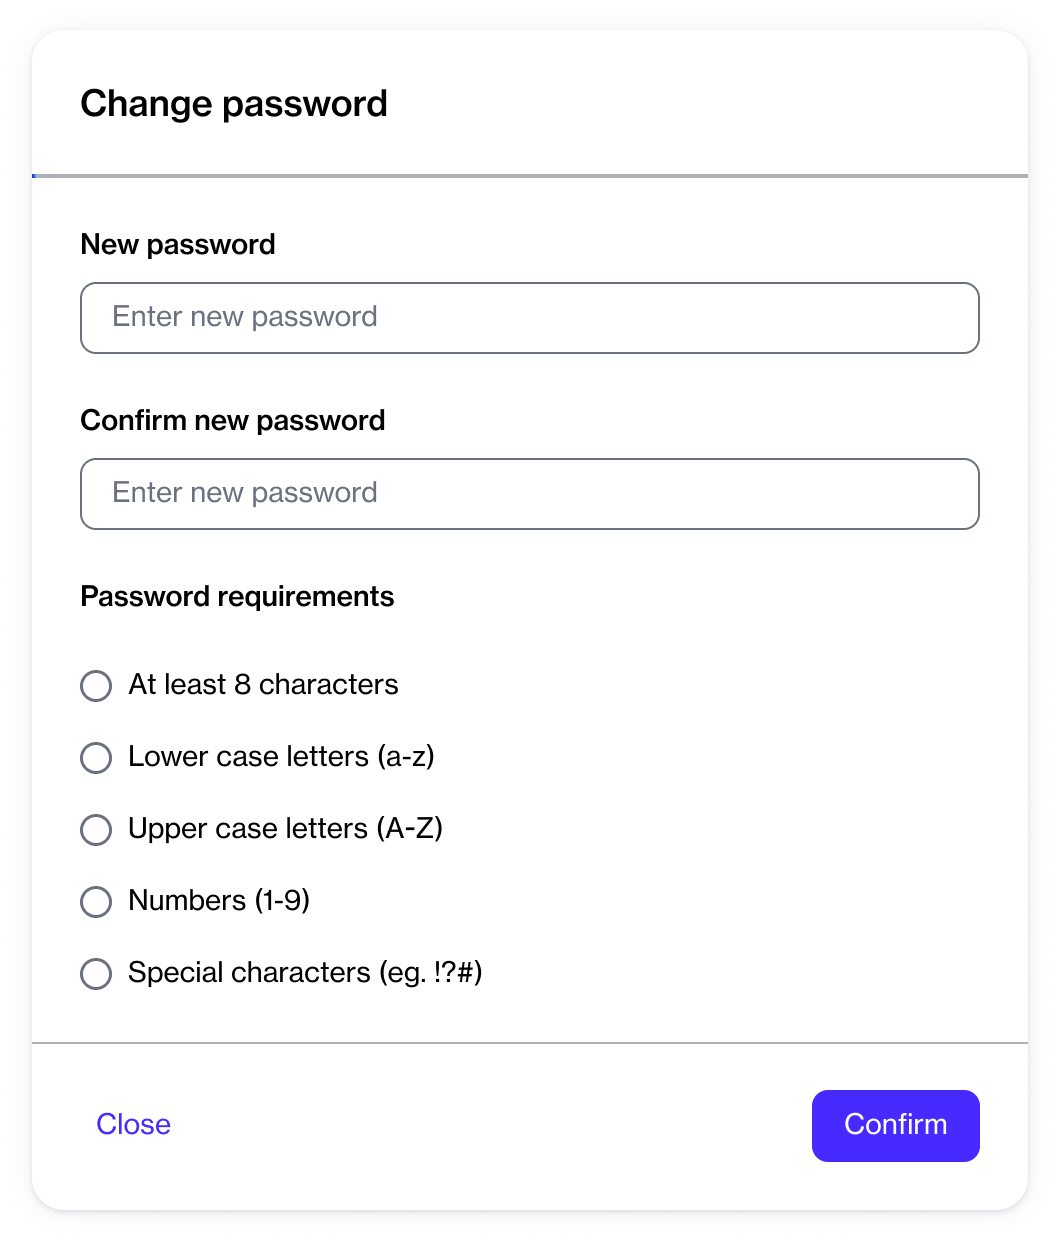 Change password
New password
Enter new password
Confirm new password
Enter new password
Password requirements
At least 8 characters
Lower case letters (a-z)
Upper case letters (A-Z)
Numbers (1-9)
Special characters (eg. !?#)
Close
Confirm